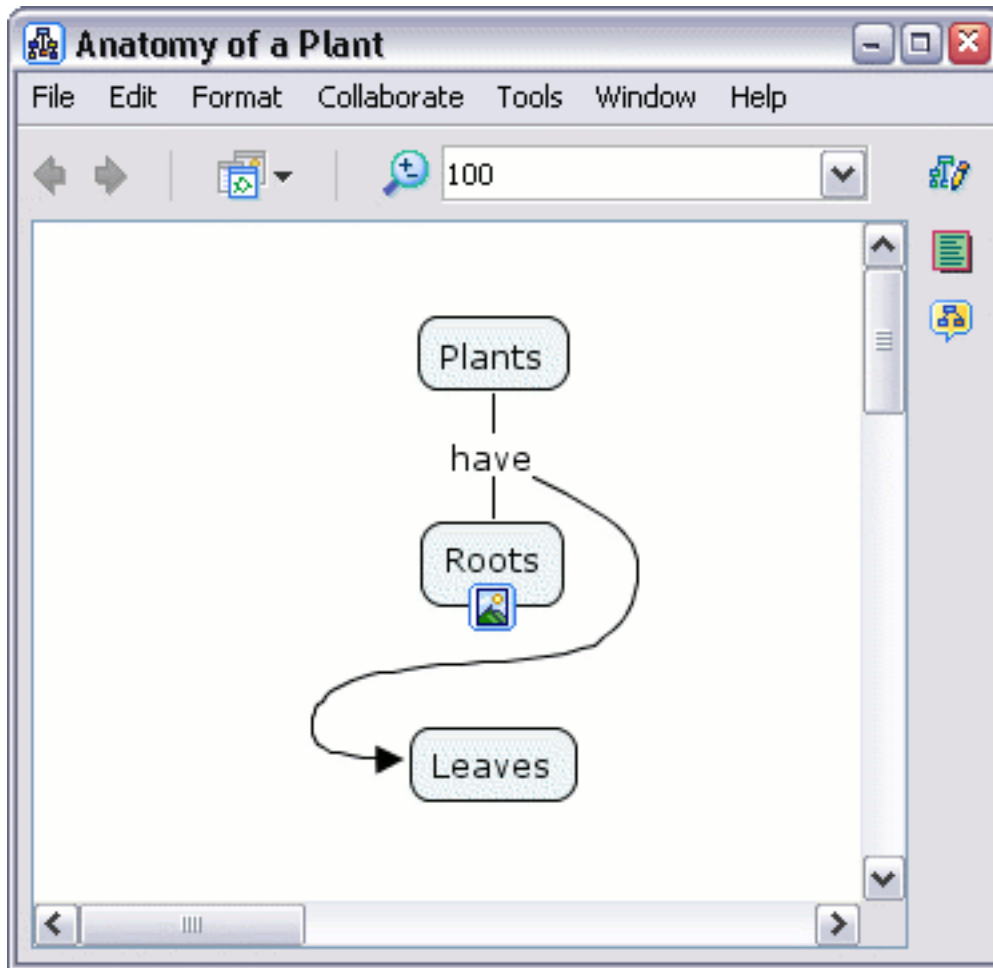 Anatomy of a Plant
File Edit Format Collaborate Tools Window Help
100
Plants
have
Roots
Leaves